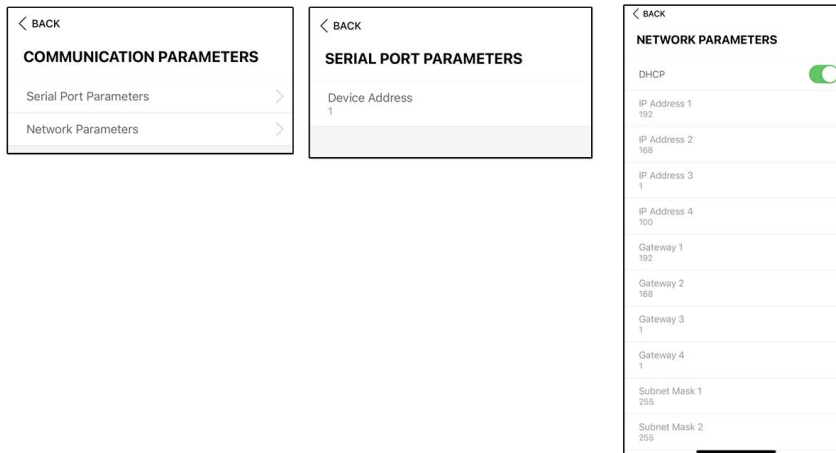 BACK
COMMUNICATION PARAMETERS
Serial Port Parameters
Network Parameters
BACK
SERIAL PORT PARAMETERS
Device Address
1
BACK
NETWORK PARAMETERS
DHCP
IP Address 1
192
IP Address 2
168
IP Address 3
1
IP Address 4
100
Gateway 1
192
Gateway 2
168
Gateway 3
1
Gateway 4
1
Subnet Mask 1
255
Subnet Mask 2
255